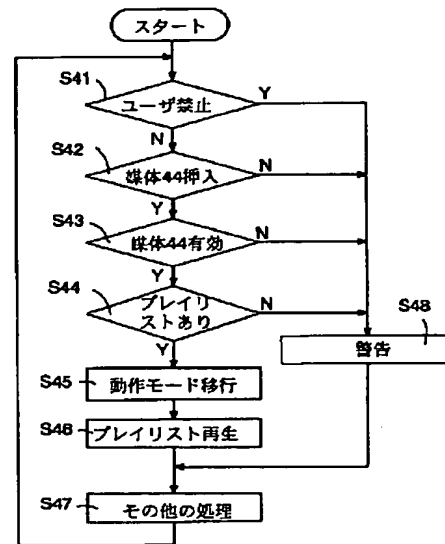 スタート
S41
ユーザ禁止
Y
N
S42
媒体44挿入
N
Y
S43
媒体44有効
N
Y
S44
プレイリ
ストあり
N
Y
S48
警告
S45
動作モード移行
S46
プレイリスト再生
S47
その他の処理